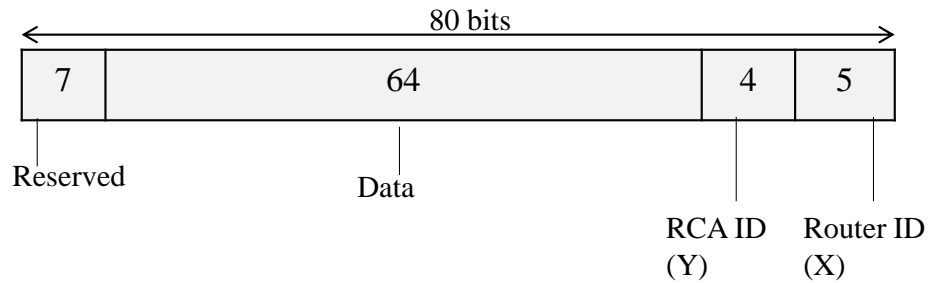 80 bits
7 64 4 5
Reserved
Data
RCA ID Router ID
(Y) (X)